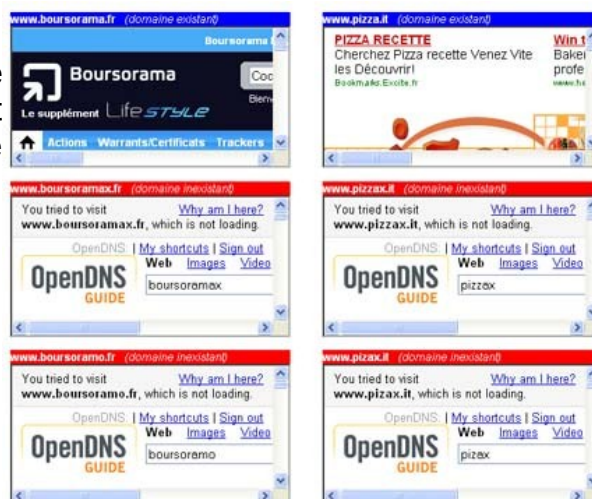 www.boursorama.fr (domaine existant)
Boursorama
Boursorama
Le supplément LifeSTYLE
Actions Warrants/Certificats Trackers
www.pizza.it (domaine existant)
PIZZA RECETTE
Cherchez Pizza recette Venez Vite
les Découvrir!
Bookmarks.Excite.fr
www.boursoramax.fr (domaine inexistant)
You tried to visit Why am I here?
www.boursoramax.fr, which is not loading.
OpenDNS. | My shortcuts | Sign out
Web Images Video
OpenDNS
GUIDE
boursoramax
www.pizzax.it (domaine inexistant)
You tried to visit Why am I here?
www.pizzax.it, which is not loading.
OpenDNS. | My shortcuts | Sign out
Web Images Video
OpenDNS
GUIDE
pizzax
www.boursoramo.fr (domaine inexistant)
You tried to visit Why am I here?
www.boursoramo.fr, which is not loading.
OpenDNS. | My shortcuts | Sign out
Web Images Video
OpenDNS
GUIDE
boursoramo
www.pizax.it (domaine inexistant)
You tried to visit Why am I here?
www.pizax.it, which is not loading.
OpenDNS. | My shortcuts | Sign out
Web Images Video
OpenDNS
GUIDE
pizax